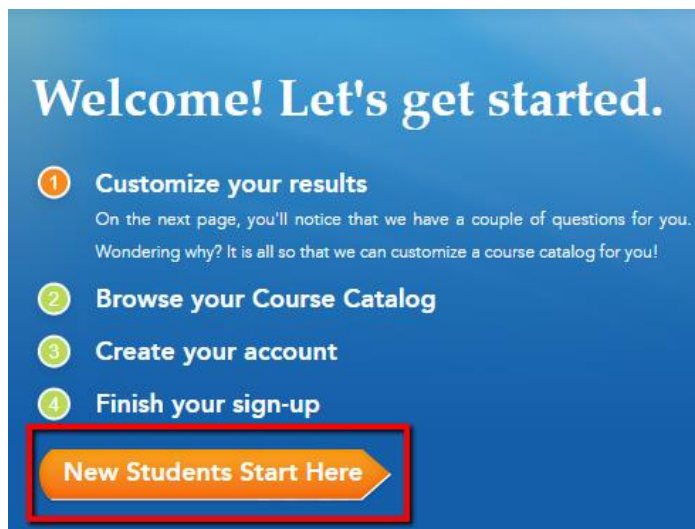 Welcome! Let's get started.
1 Customize your results
On the next page, you'll notice that we have a couple of questions for you.
Wondering why? It is all so that we can customize a course catalog for you!
2 Browse your Course Catalog
3 Create your account
4 Finish your sign-up
New Students Start Here